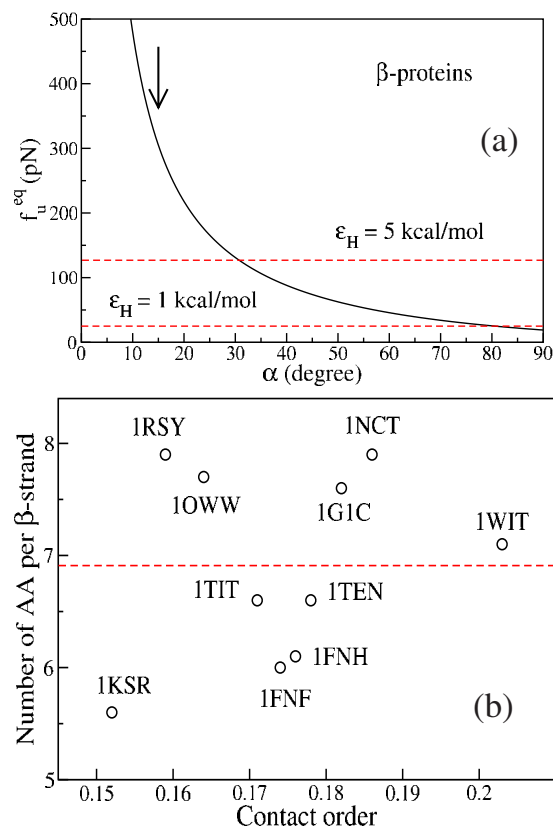 500
400
300
200
100
0
f_u^eq (pN)
β-proteins
(a)
ε_H = 5 kcal/mol
ε_H = 1 kcal/mol
0 10 20 30 40 50 60 70 80 90
α (degree)
8
7
6
5
Number of AA per β-strand
1RSY
1NCT
1OWW
1G1C
1WIT
1TIT
1TEN
1FNH
1FNF
1KSR
(b)
0.15 0.16 0.17 0.18 0.19 0.2
Contact order